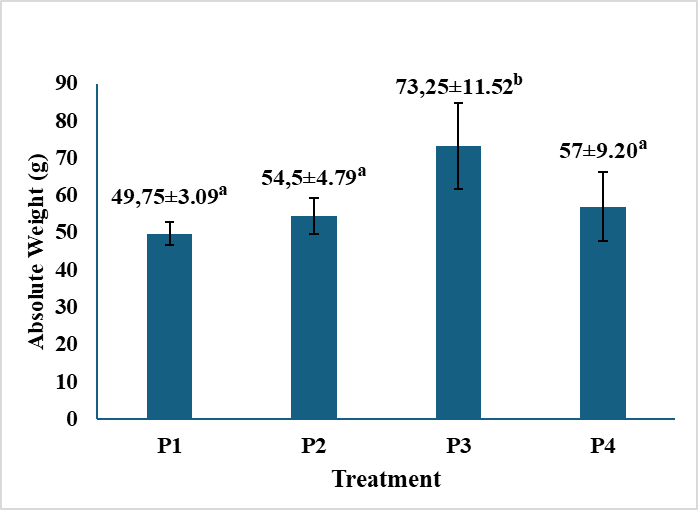 73,25±11.52b
57±9.20a
54,5±4.79a
49,75±3.09a
Absolute Weight (g)
90
80
70
60
50
40
30
20
10
0
P1 P2 P3 P4
Treatment